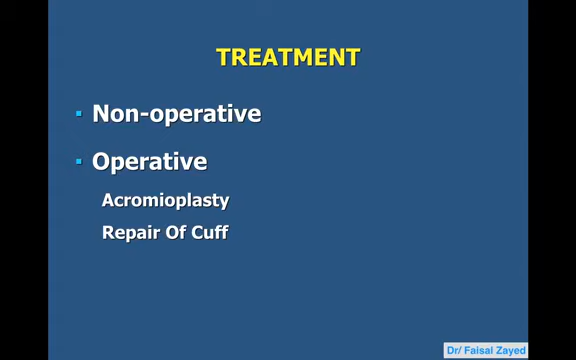 TREATMENT
Non-operative
Operative
Acromioplasty
Repair Of Cuff
Dr/ Faisal Zayed